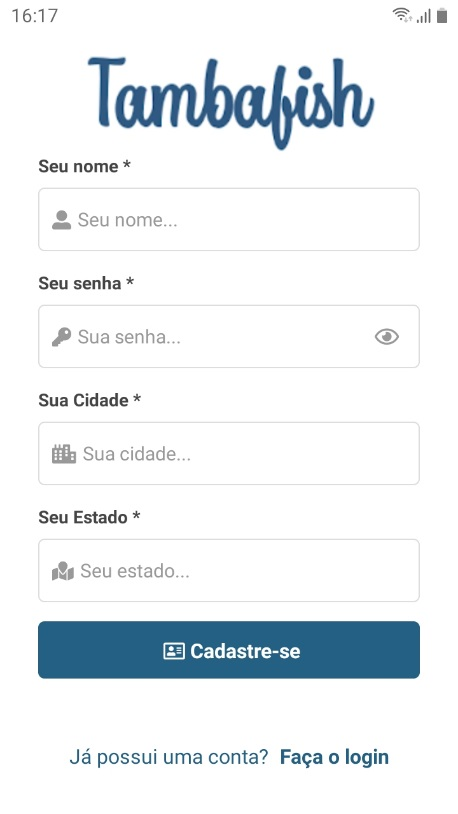 16:17
Tambafish
Seu nome *
Seu nome...
Seu senha *
Sua senha...
Sua Cidade *
Sua cidade...
Seu Estado *
Seu estado...
Cadastre-se
Já possui uma conta? Faça o login